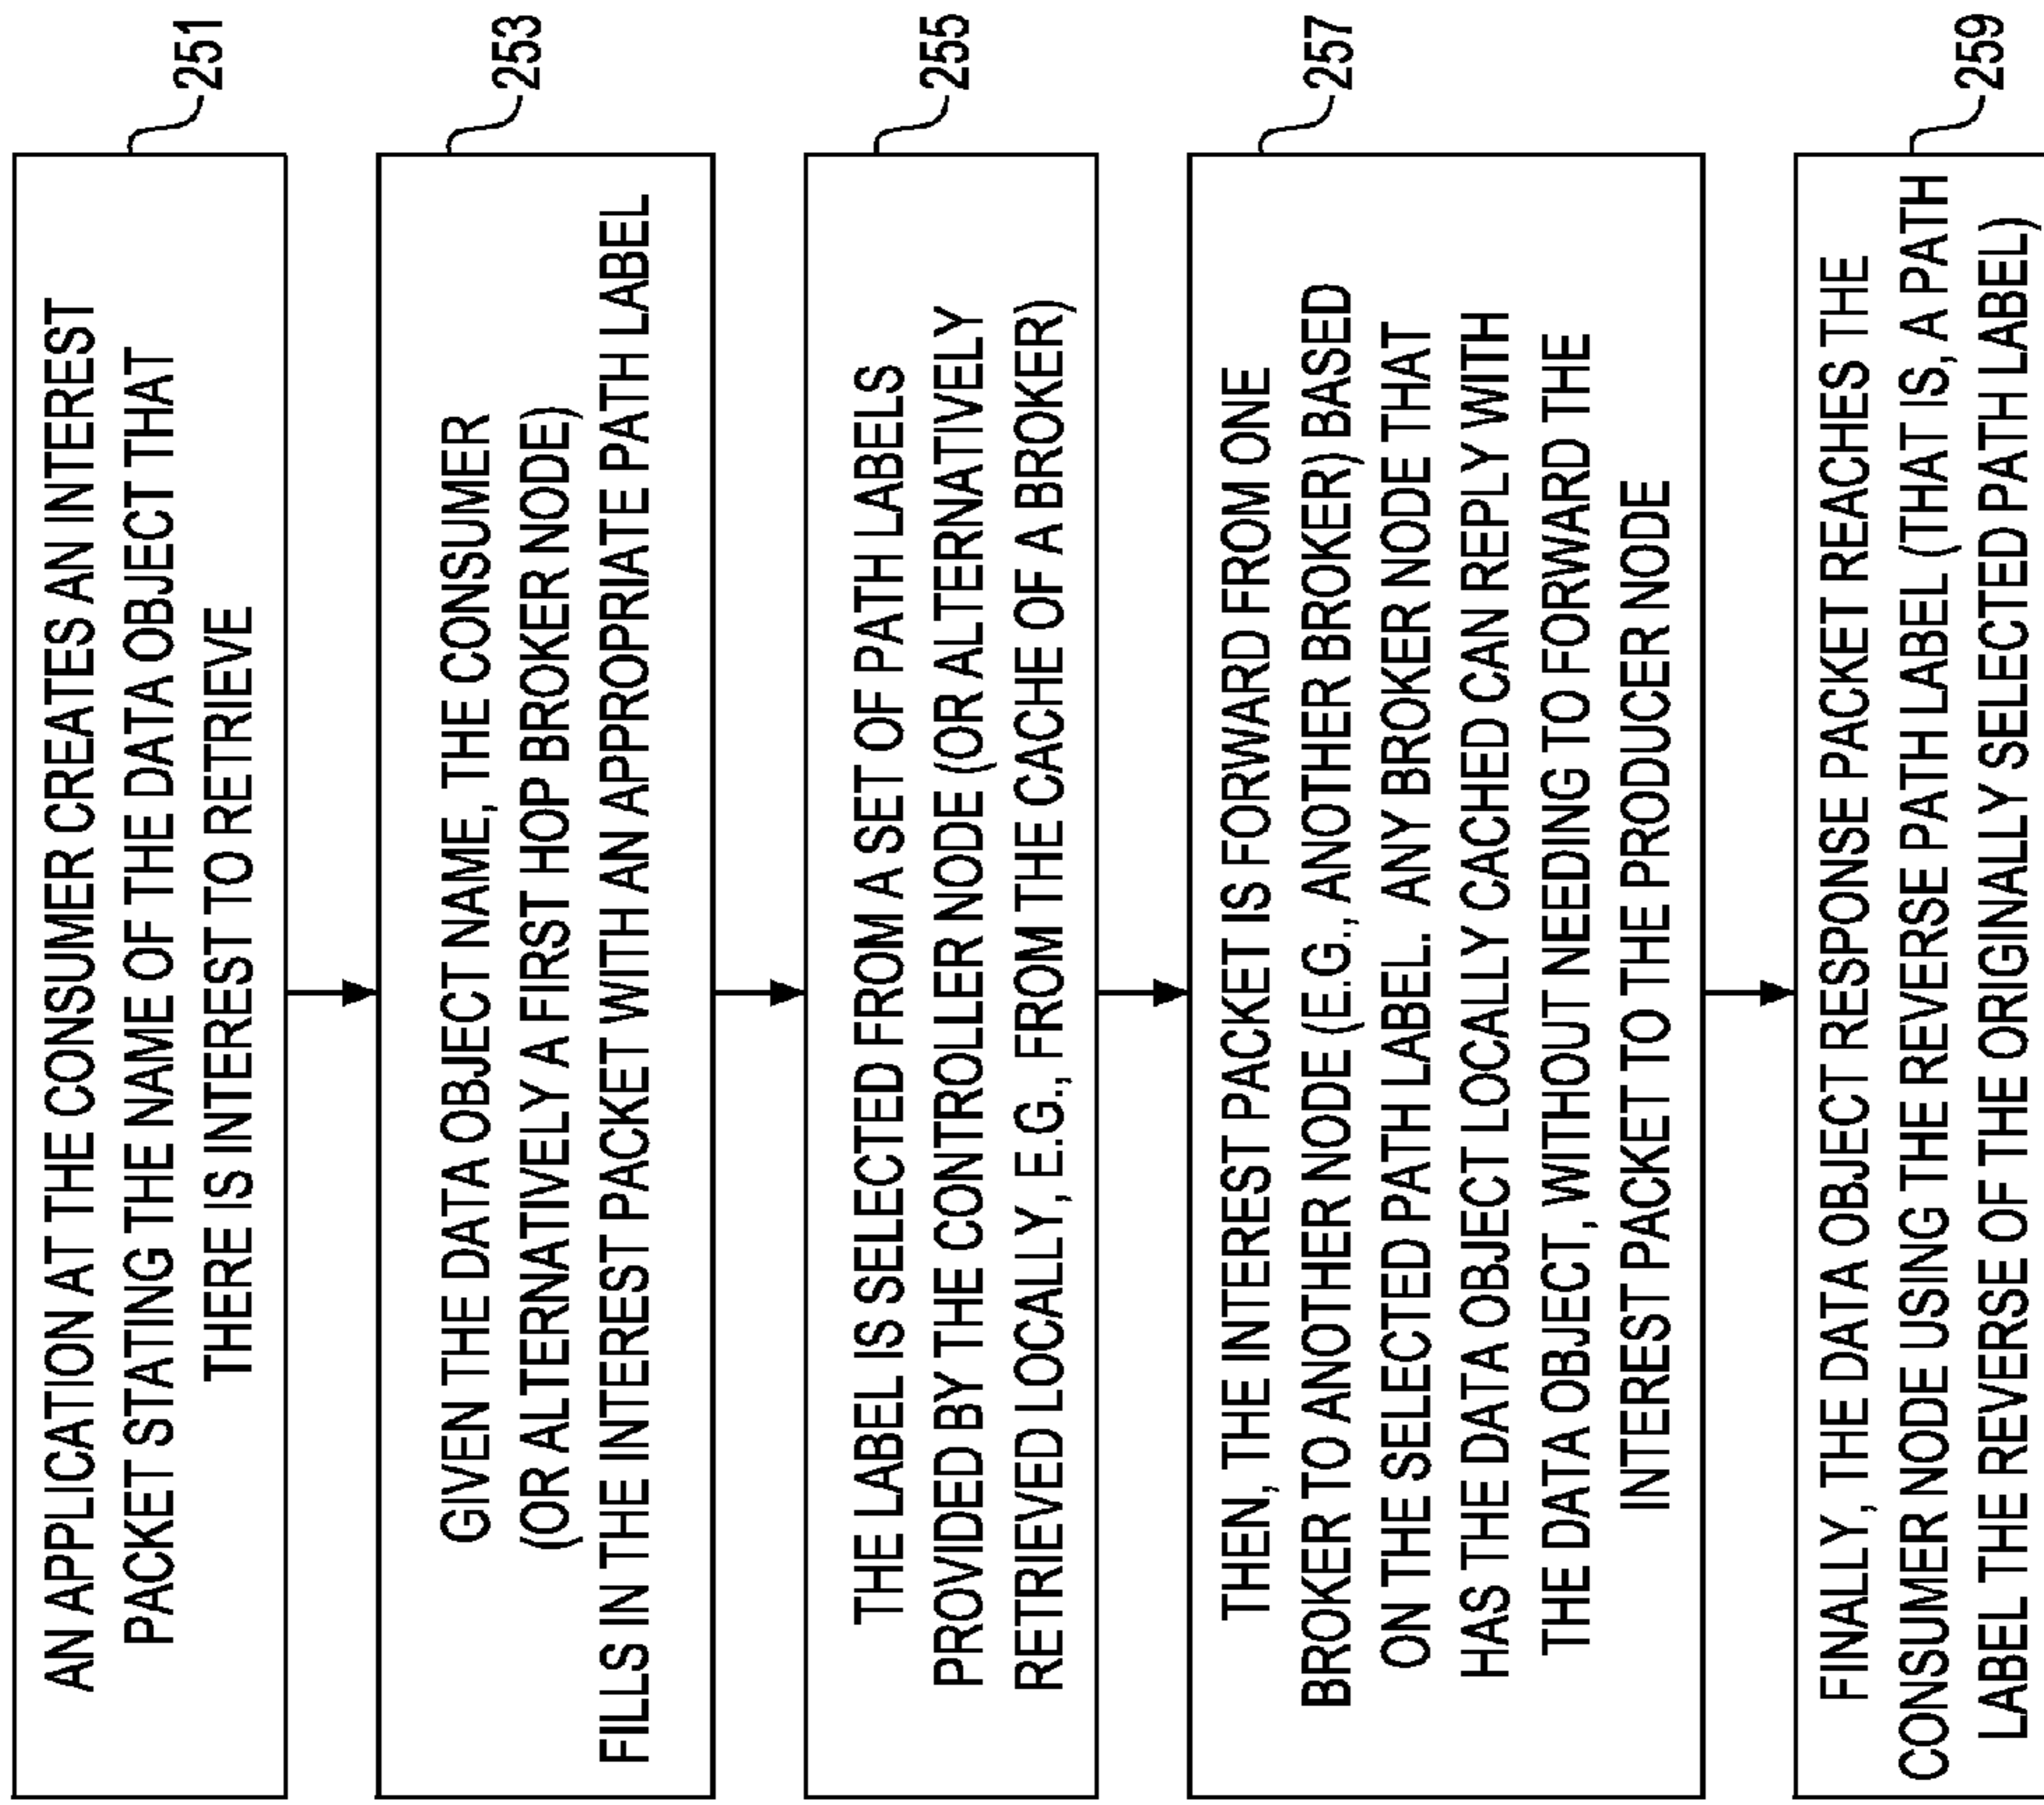 AN APPLICATION AT THE CONSUMER CREATES AN INTEREST
PACKET STATING THE NAME OF THE DATA OBJECT THAT
THERE IS INTEREST TO RETRIEVE
251
GIVEN THE DATA OBJECT NAME, THE CONSUMER
(OR ALTERNATIVELY A FIRST HOP BROKER NODE)
FILLS IN THE INTEREST PACKET WITH AN APPROPRIATE PATH LABEL
253
THE LABEL IS SELECTED FROM A SET OF PATH LABELS
PROVIDED BY THE CONTROLLER NODE (OR ALTERNATIVELY
RETRIEVED LOCALLY, E.G., FROM THE CACHE OF A BROKER)
255
THEN, THE INTEREST PACKET IS FORWARD FROM ONE
BROKER TO ANOTHER NODE (E.G., ANOTHER BROKER) BASED
ON THE SELECTED PATH LABEL. ANY BROKER NODE THAT
HAS THE DATA OBJECT LOCALLY CACHED CAN REPLY WITH
THE DATA OBJECT, WITHOUT NEEDING TO FORWARD THE
INTEREST PACKET TO THE PRODUCER NODE
257
FINALLY, THE DATA OBJECT RESPONSE PACKET REACHES THE
CONSUMER NODE USING THE REVERSE PATH LABEL (THAT IS, A PATH
LABEL THE REVERSE OF THE ORIGINALLY SELECTED PATH LABEL)
259